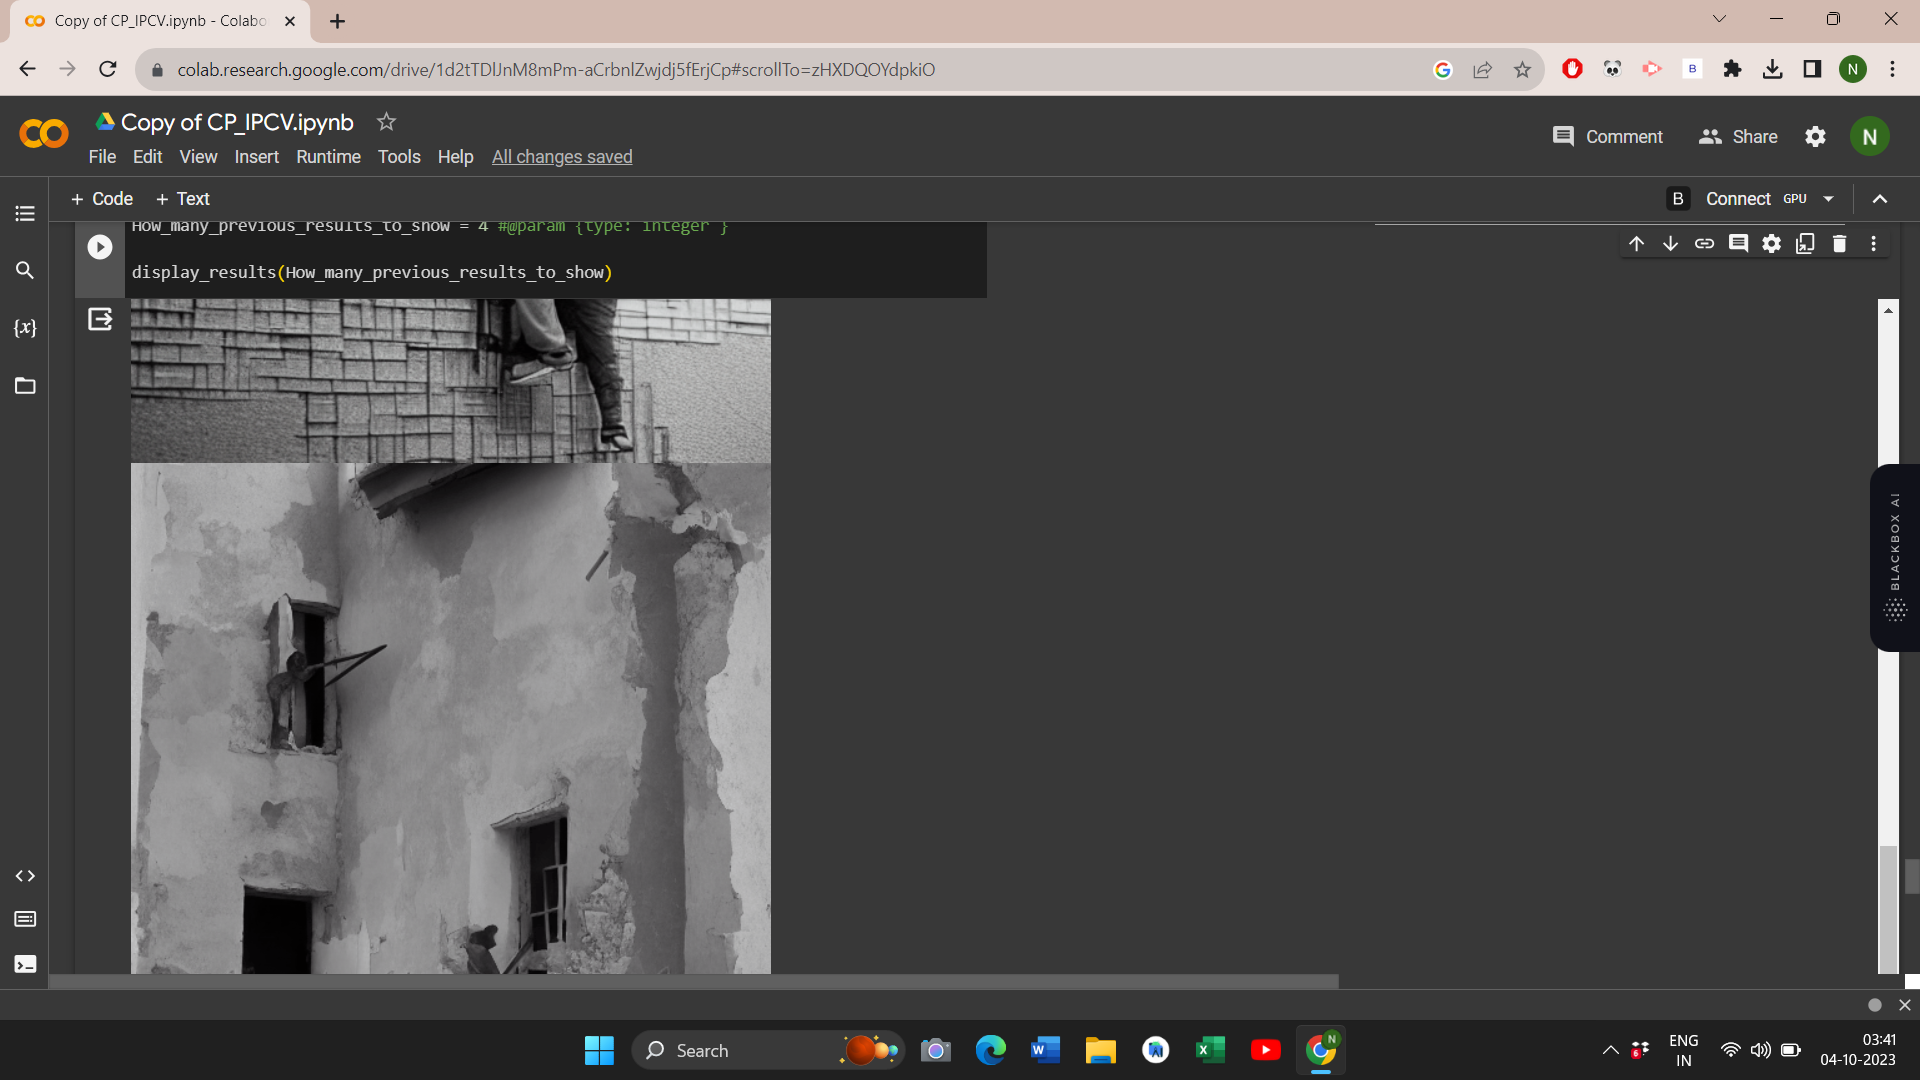 Copy of CP_IPCV.ipynb - Colabo
colab.research.google.com/drive/1d2tTDlJnM8mPm-aCrbnlZwjdj5fErjCp#scrollTo=zHXDQOYdpkiO
B
N
Copy of CP_IPCV.ipynb
Comment
Share
N
File Edit View Insert Runtime Tools Help All changes saved
+ Code + Text
B Connect GPU
How_many_previous_results_to_show = 4 #@param {type: "integer"}
display_results(How_many_previous_results_to_show)
{x}
BLACKBOX AI
Search
N
6
ENG
IN
03:41
04-10-2023